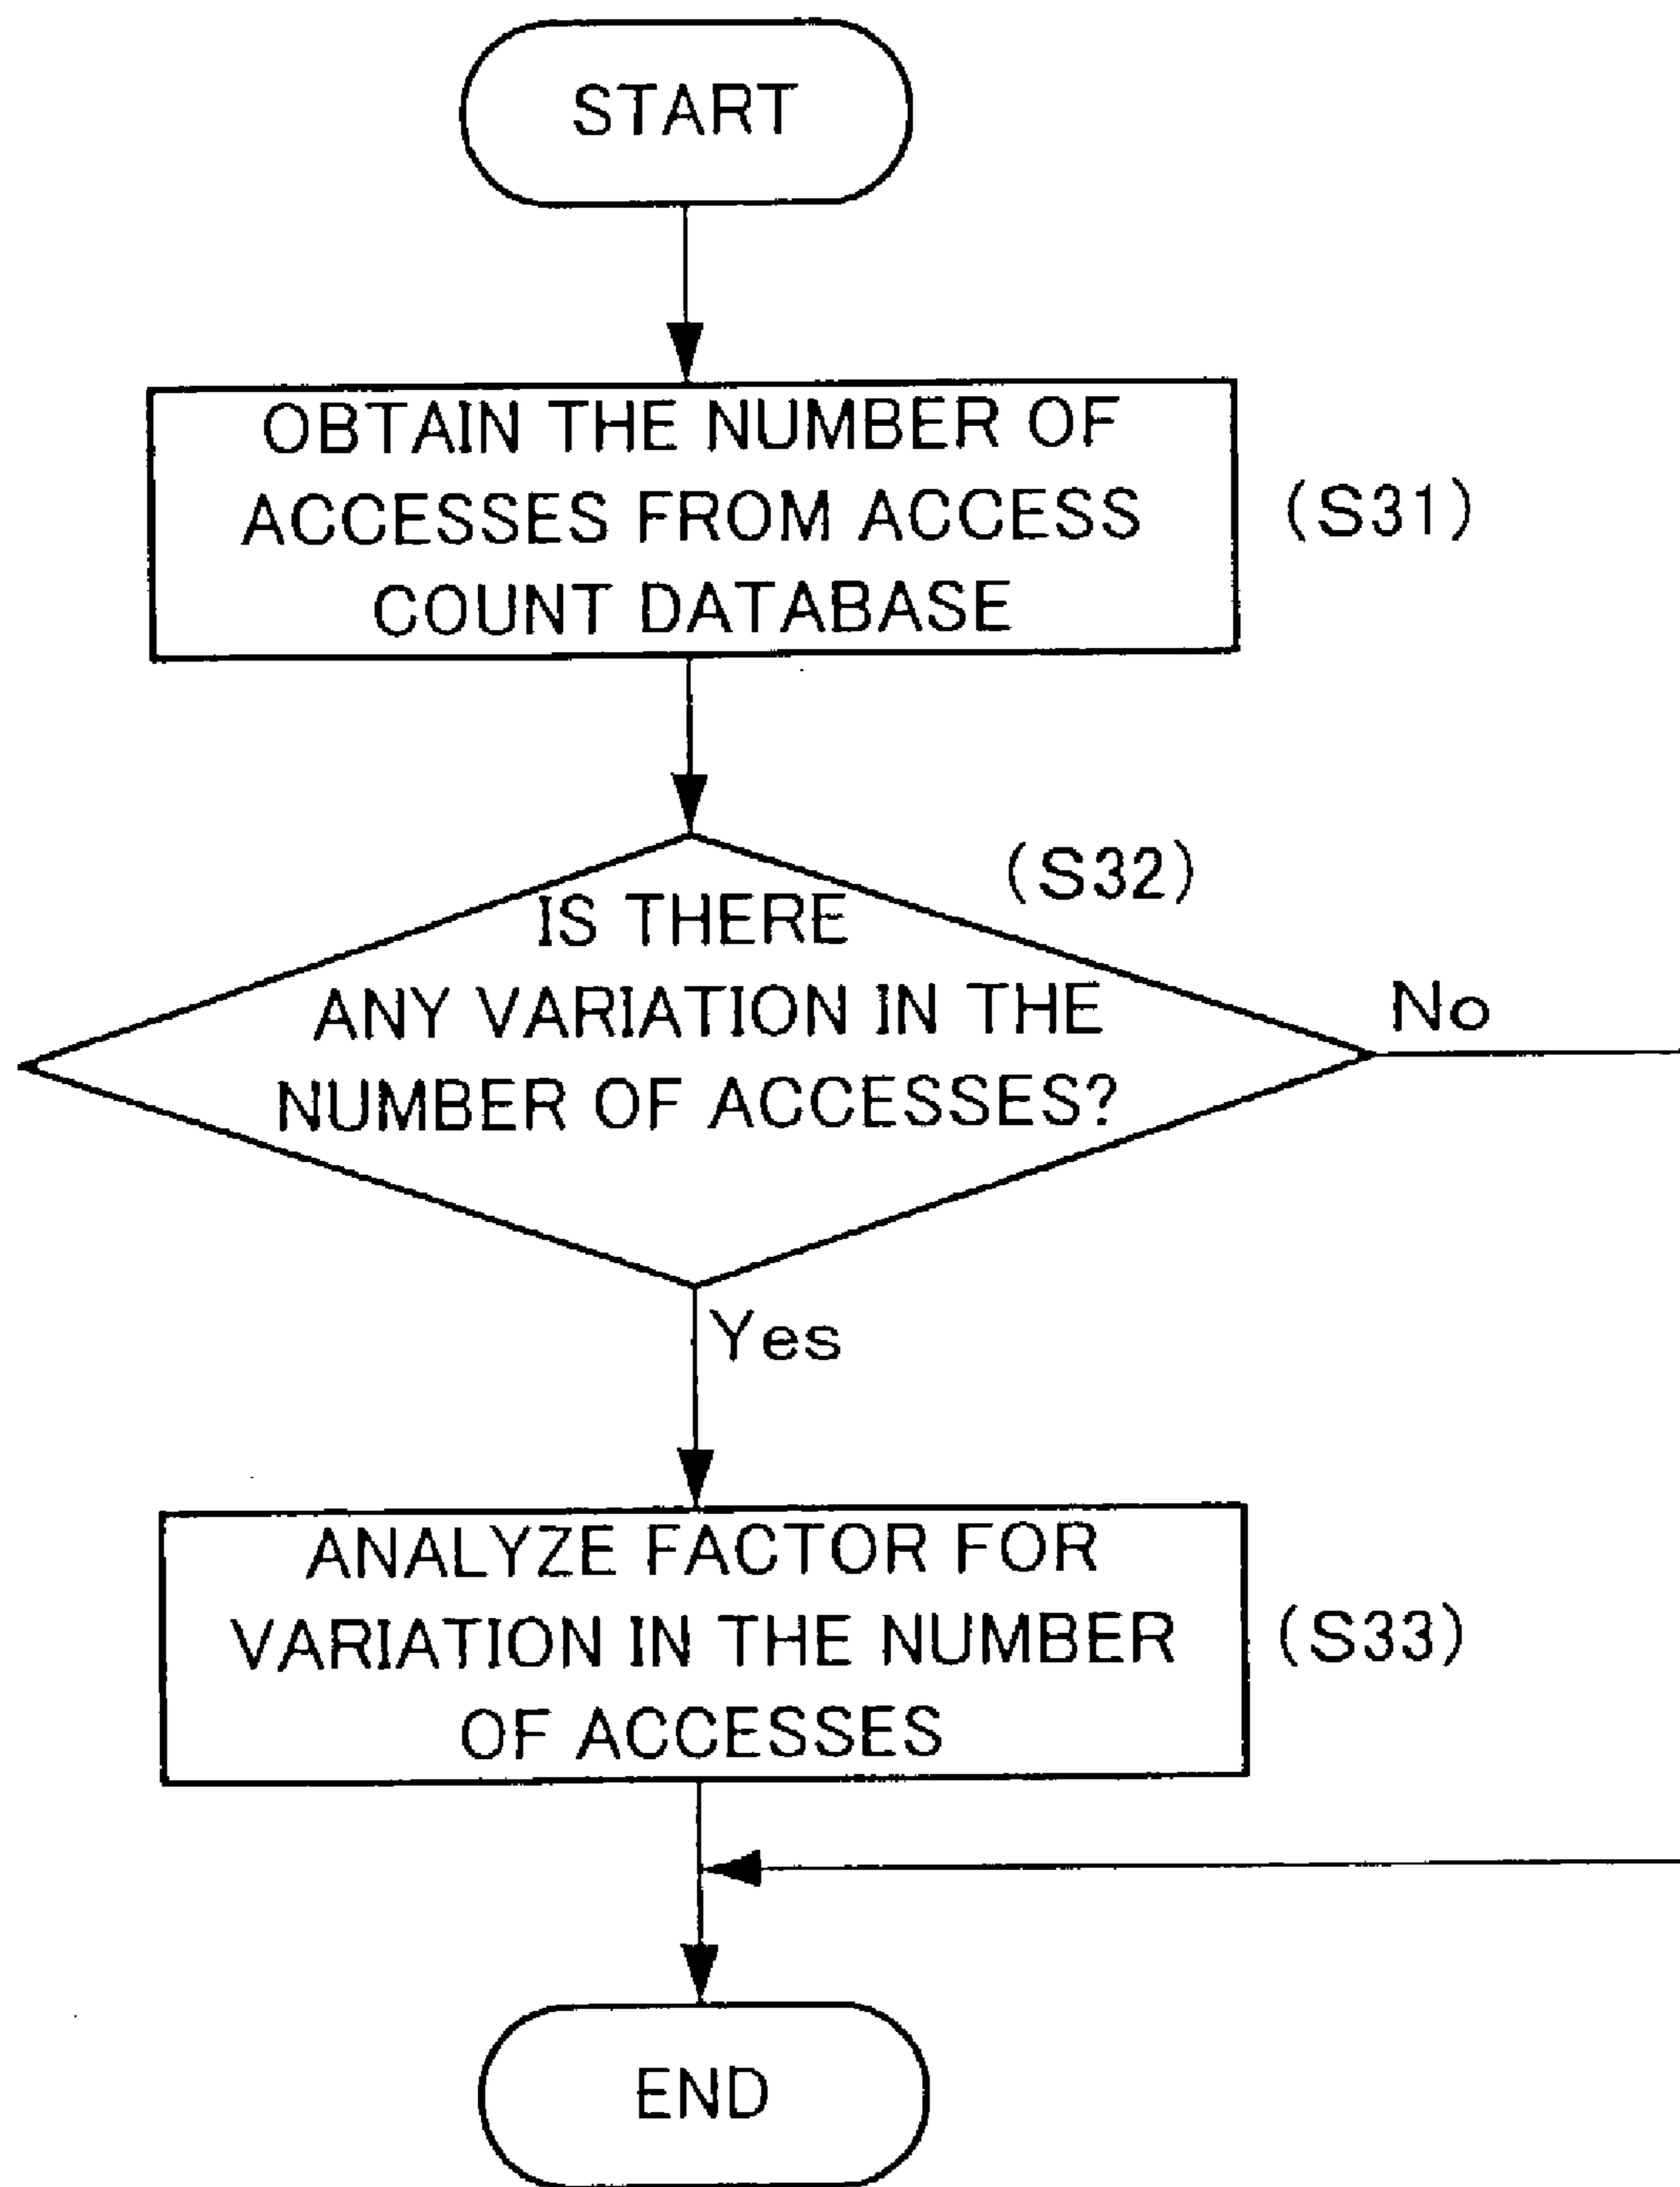 START
OBTAIN THE NUMBER OF
ACCESSES FROM ACCESS
COUNT DATABASE
(S31)
(S32)
IS THERE
ANY VARIATION IN THE
NUMBER OF ACCESSES?
No
Yes
ANALYZE FACTOR FOR
VARIATION IN THE NUMBER
OF ACCESSES
(S33)
END